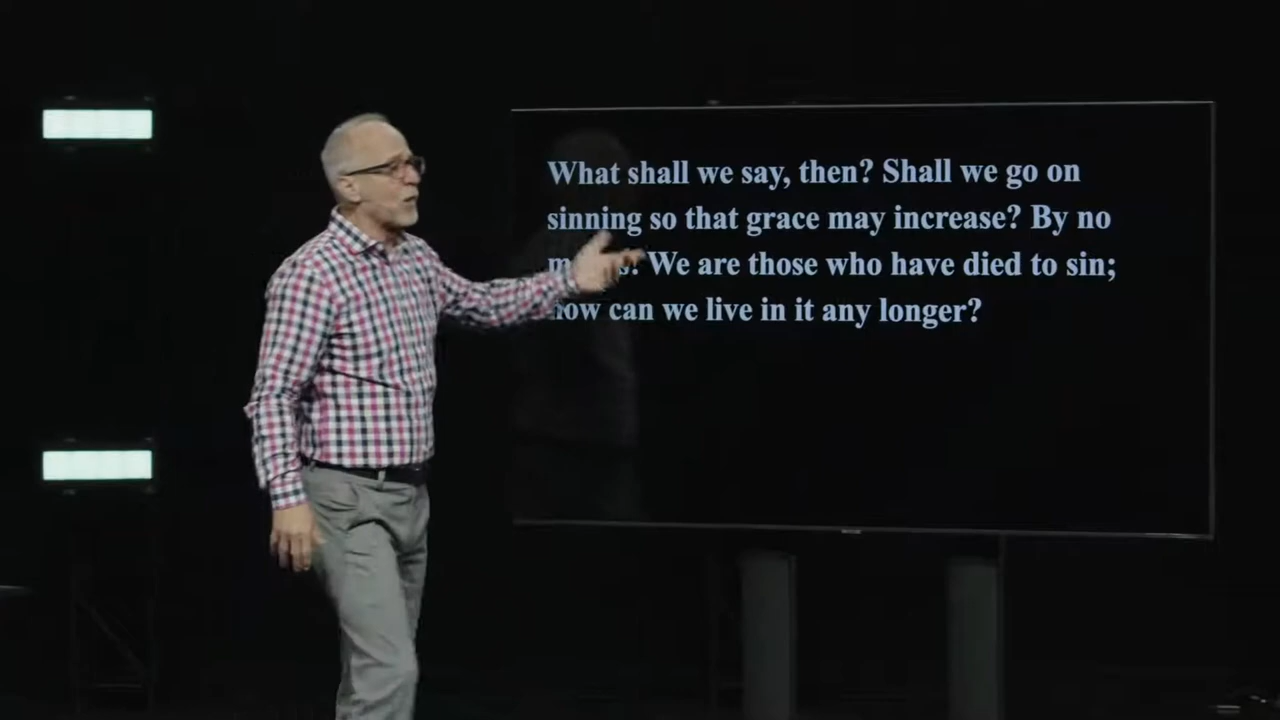 What shall we say, then? Shall we go on
sinning so that grace may increase? By no
We are those who have died to sin;
how can we live in it any longer?